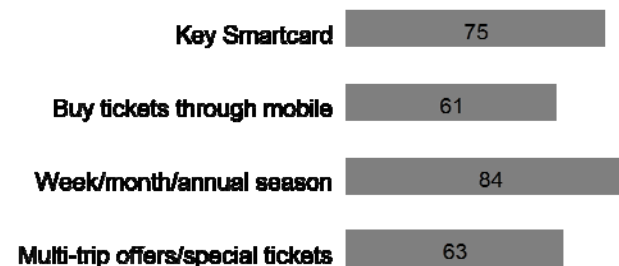 Key Smartcard 75
Buy tickets through mobile 61
Week/month/annual season 84
Multi-trip offers/special tickets 63